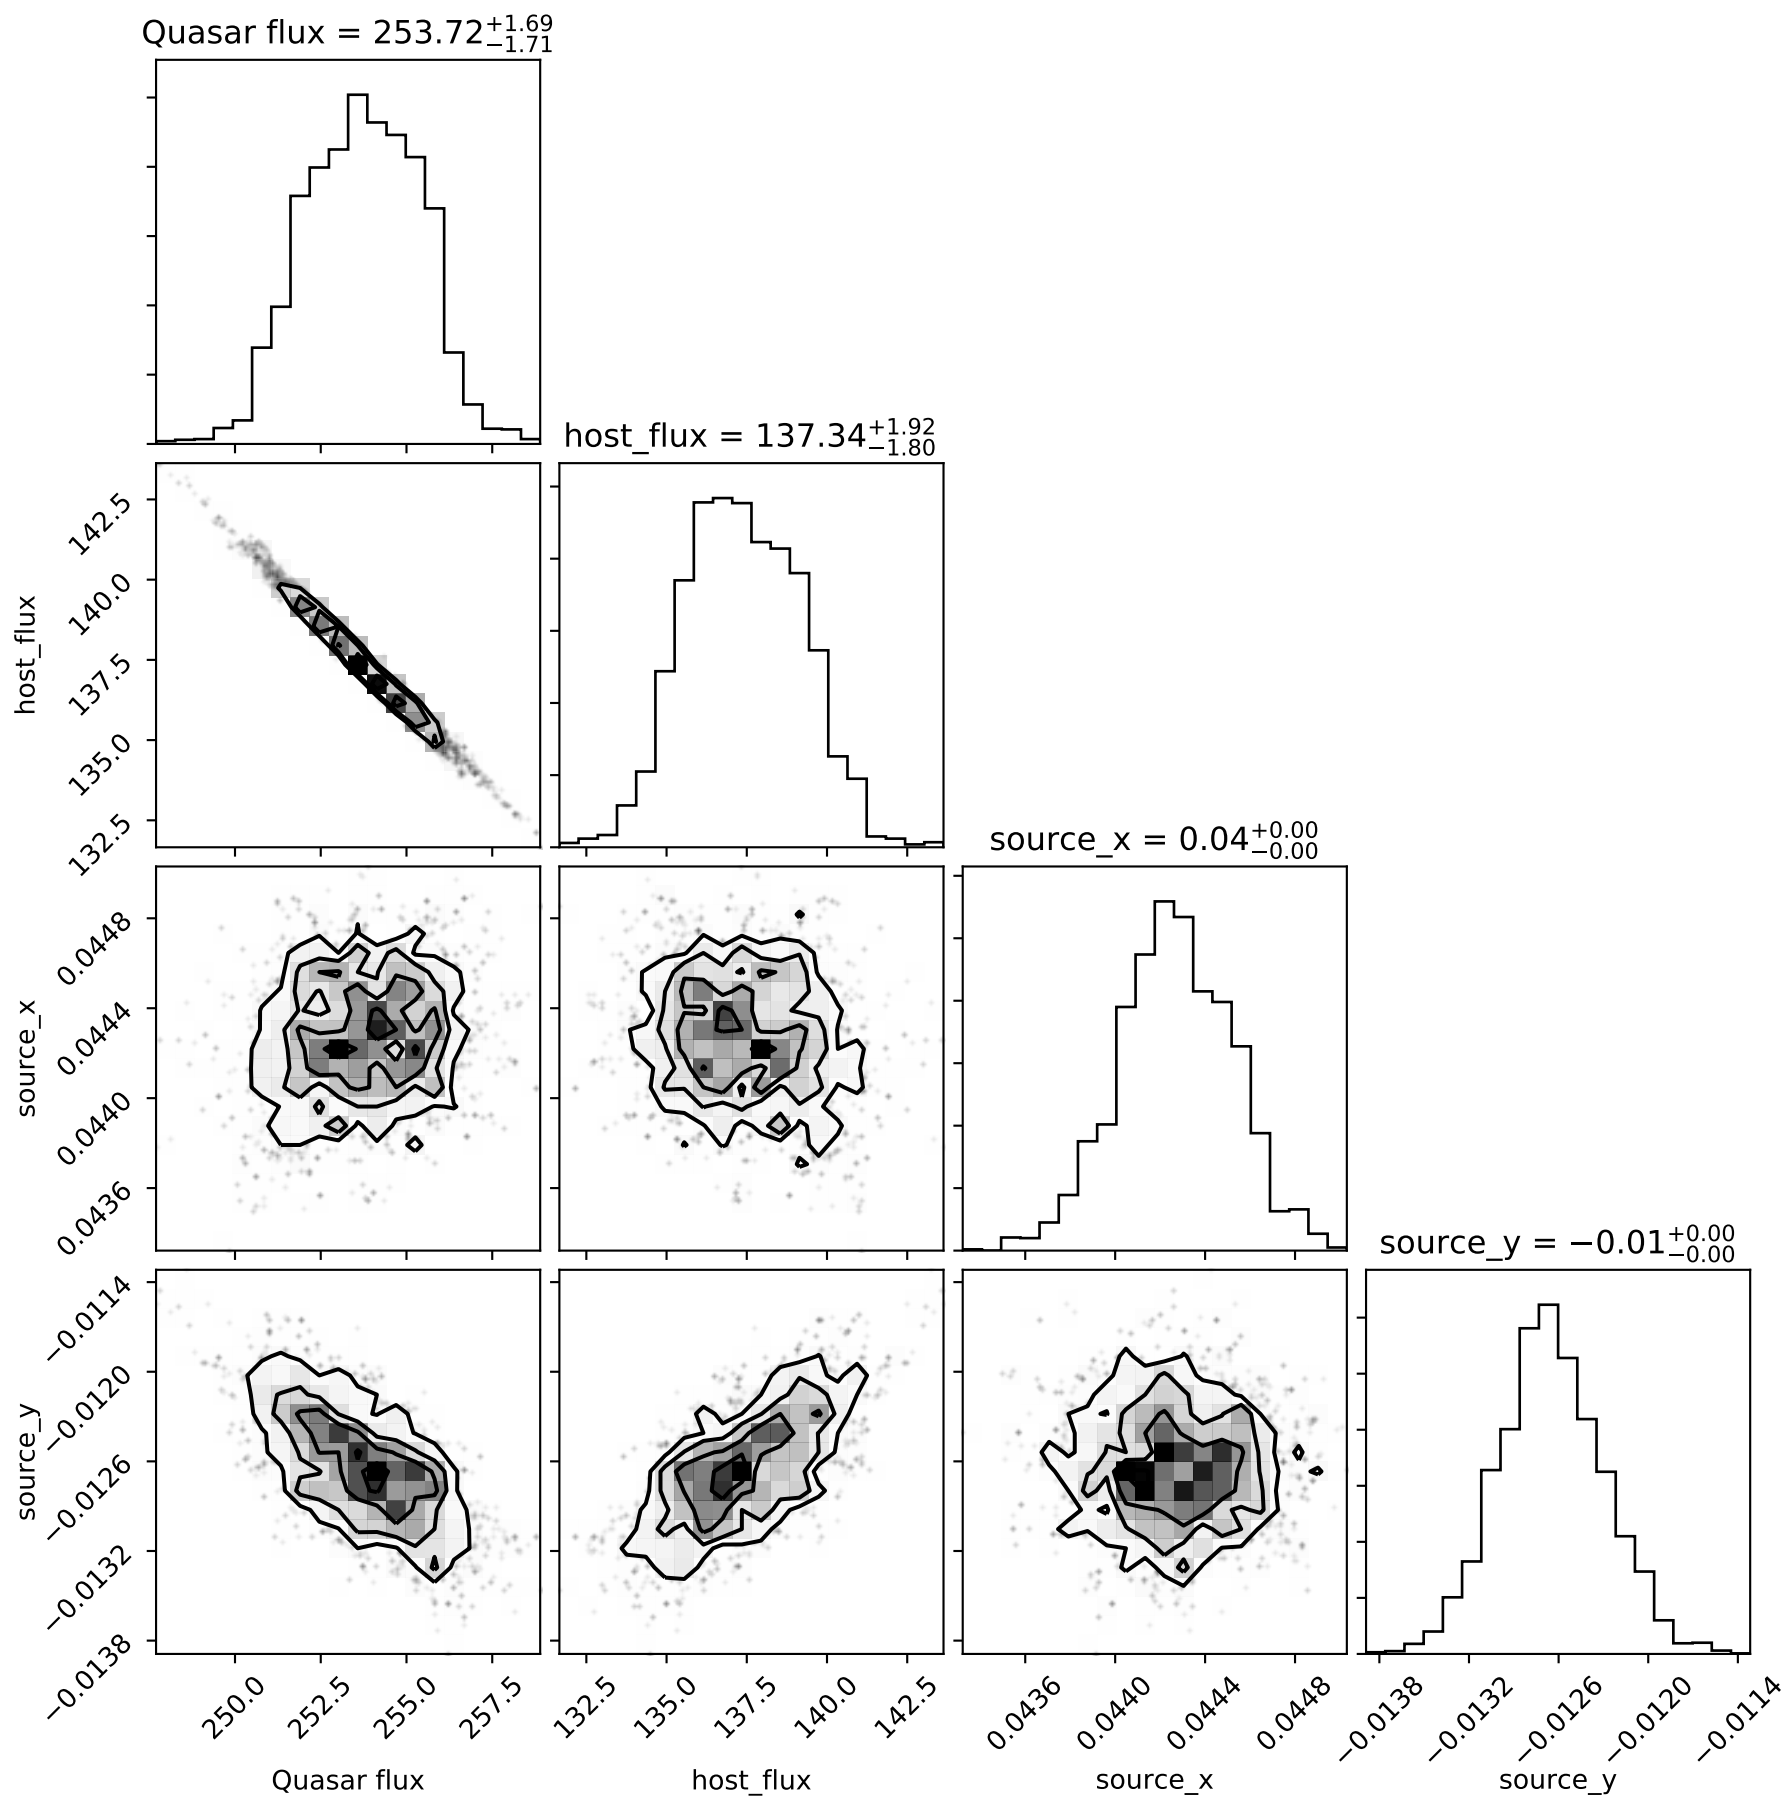 Quasar flux = 253.72 +1.69 −1.71
host_flux = 137.34 +1.92 −1.80
142.5
140.0
137.5
135.0
132.5
host_flux
source_x = 0.04 +0.00 −0.00
0.0448
0.0444
0.0440
0.0436
source_x
source_y = −0.01 +0.00 −0.00
−0.0114
−0.0120
−0.0126
−0.0132
−0.0138
source_y
250.0 252.5 255.0 257.5
132.5 135.0 137.5 140.0 142.5
0.0436 0.0440 0.0444 0.0448
−0.0138 −0.0132 −0.0126 −0.0120 −0.0114
Quasar flux
host_flux
source_x
source_y